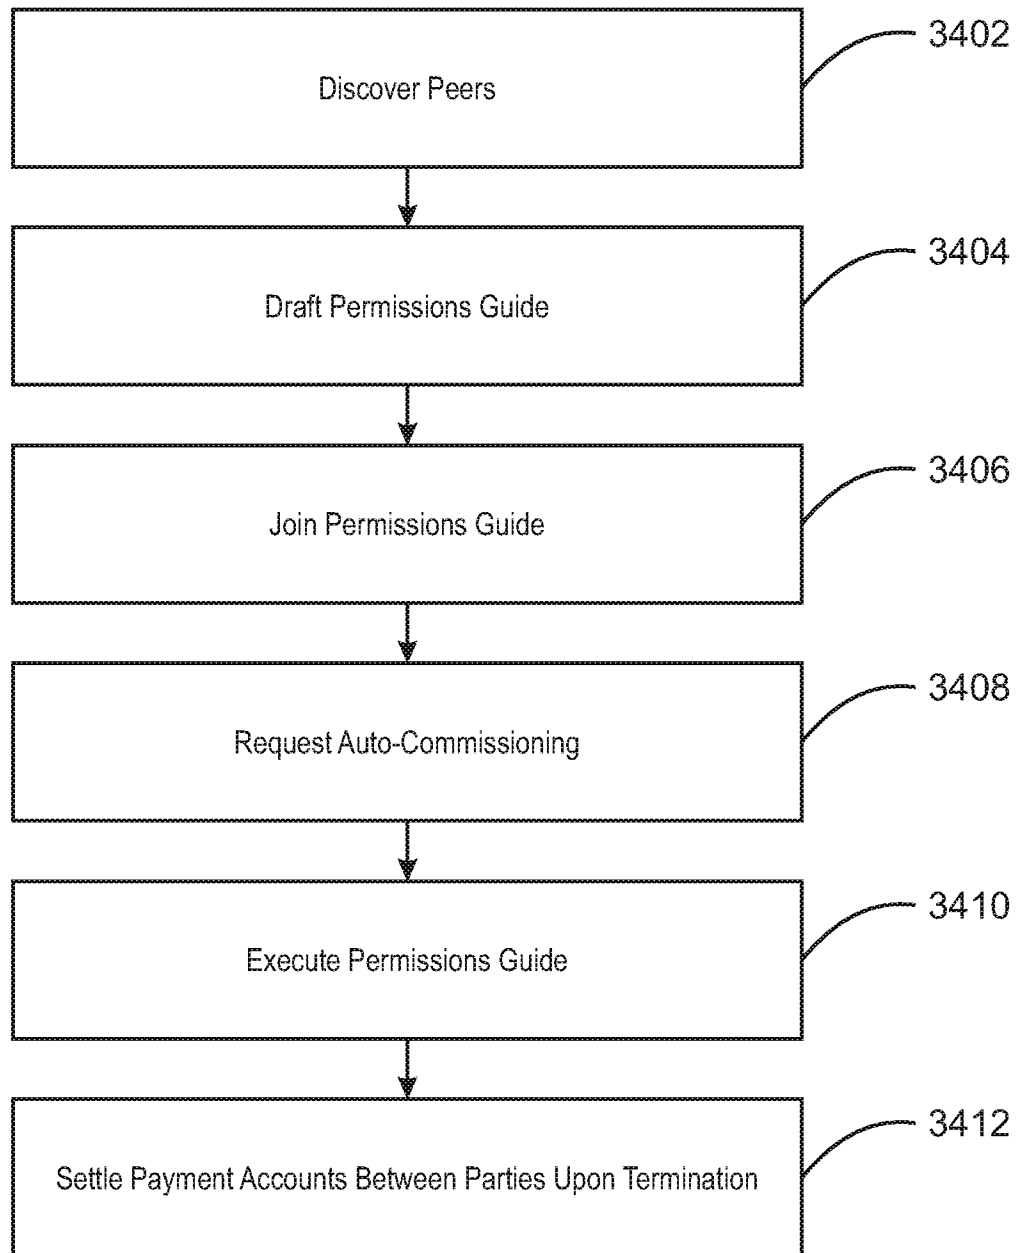 Discover Peers
3402
Draft Permissions Guide
3404
Join Permissions Guide
3406
Request Auto-Commissioning
3408
Execute Permissions Guide
3410
Settle Payment Accounts Between Parties Upon Termination
3412